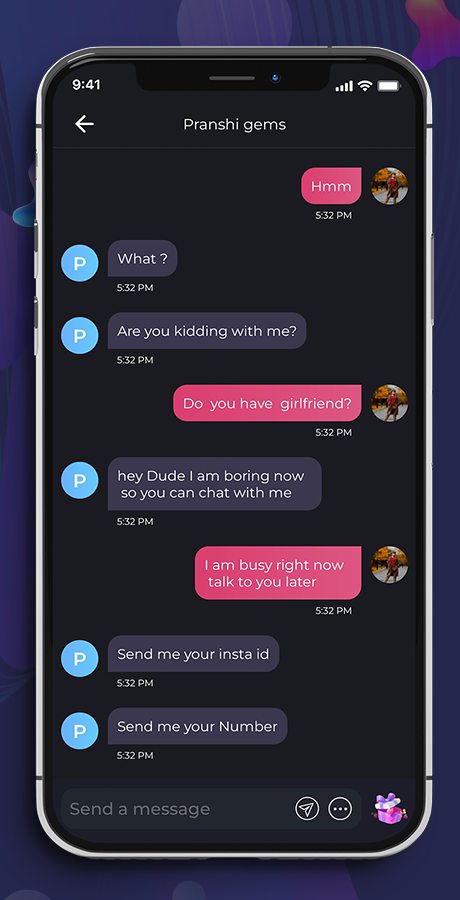 9:41
Pranshi gems
Hmm
5:32 PM
P
What ?
5:32 PM
P
Are you kidding with me?
5:32 PM
Do  you have  girlfriend?
5:32 PM
P
hey Dude I am boring now
so you can chat with me
5:32 PM
I am busy right now
talk to you later
5:32 PM
P
Send me your insta id
5:32 PM
P
Send me your Number
5:32 PM
Send a message